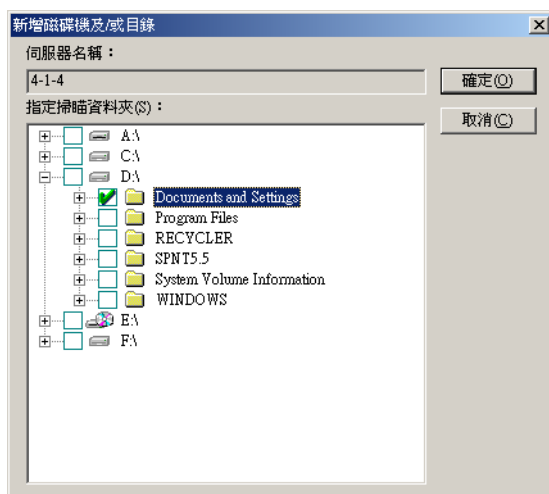 新增磁碟機及/或目錄
伺服器名稱：
4-1-4
確定(O)
指定掃瞄資料夾(S)：
取消(C)
A:\
C:\
D:\
Documents and Settings
Program Files
RECYCLER
SPNT5.5
System Volume Information
WINDOWS
E:\
F:\